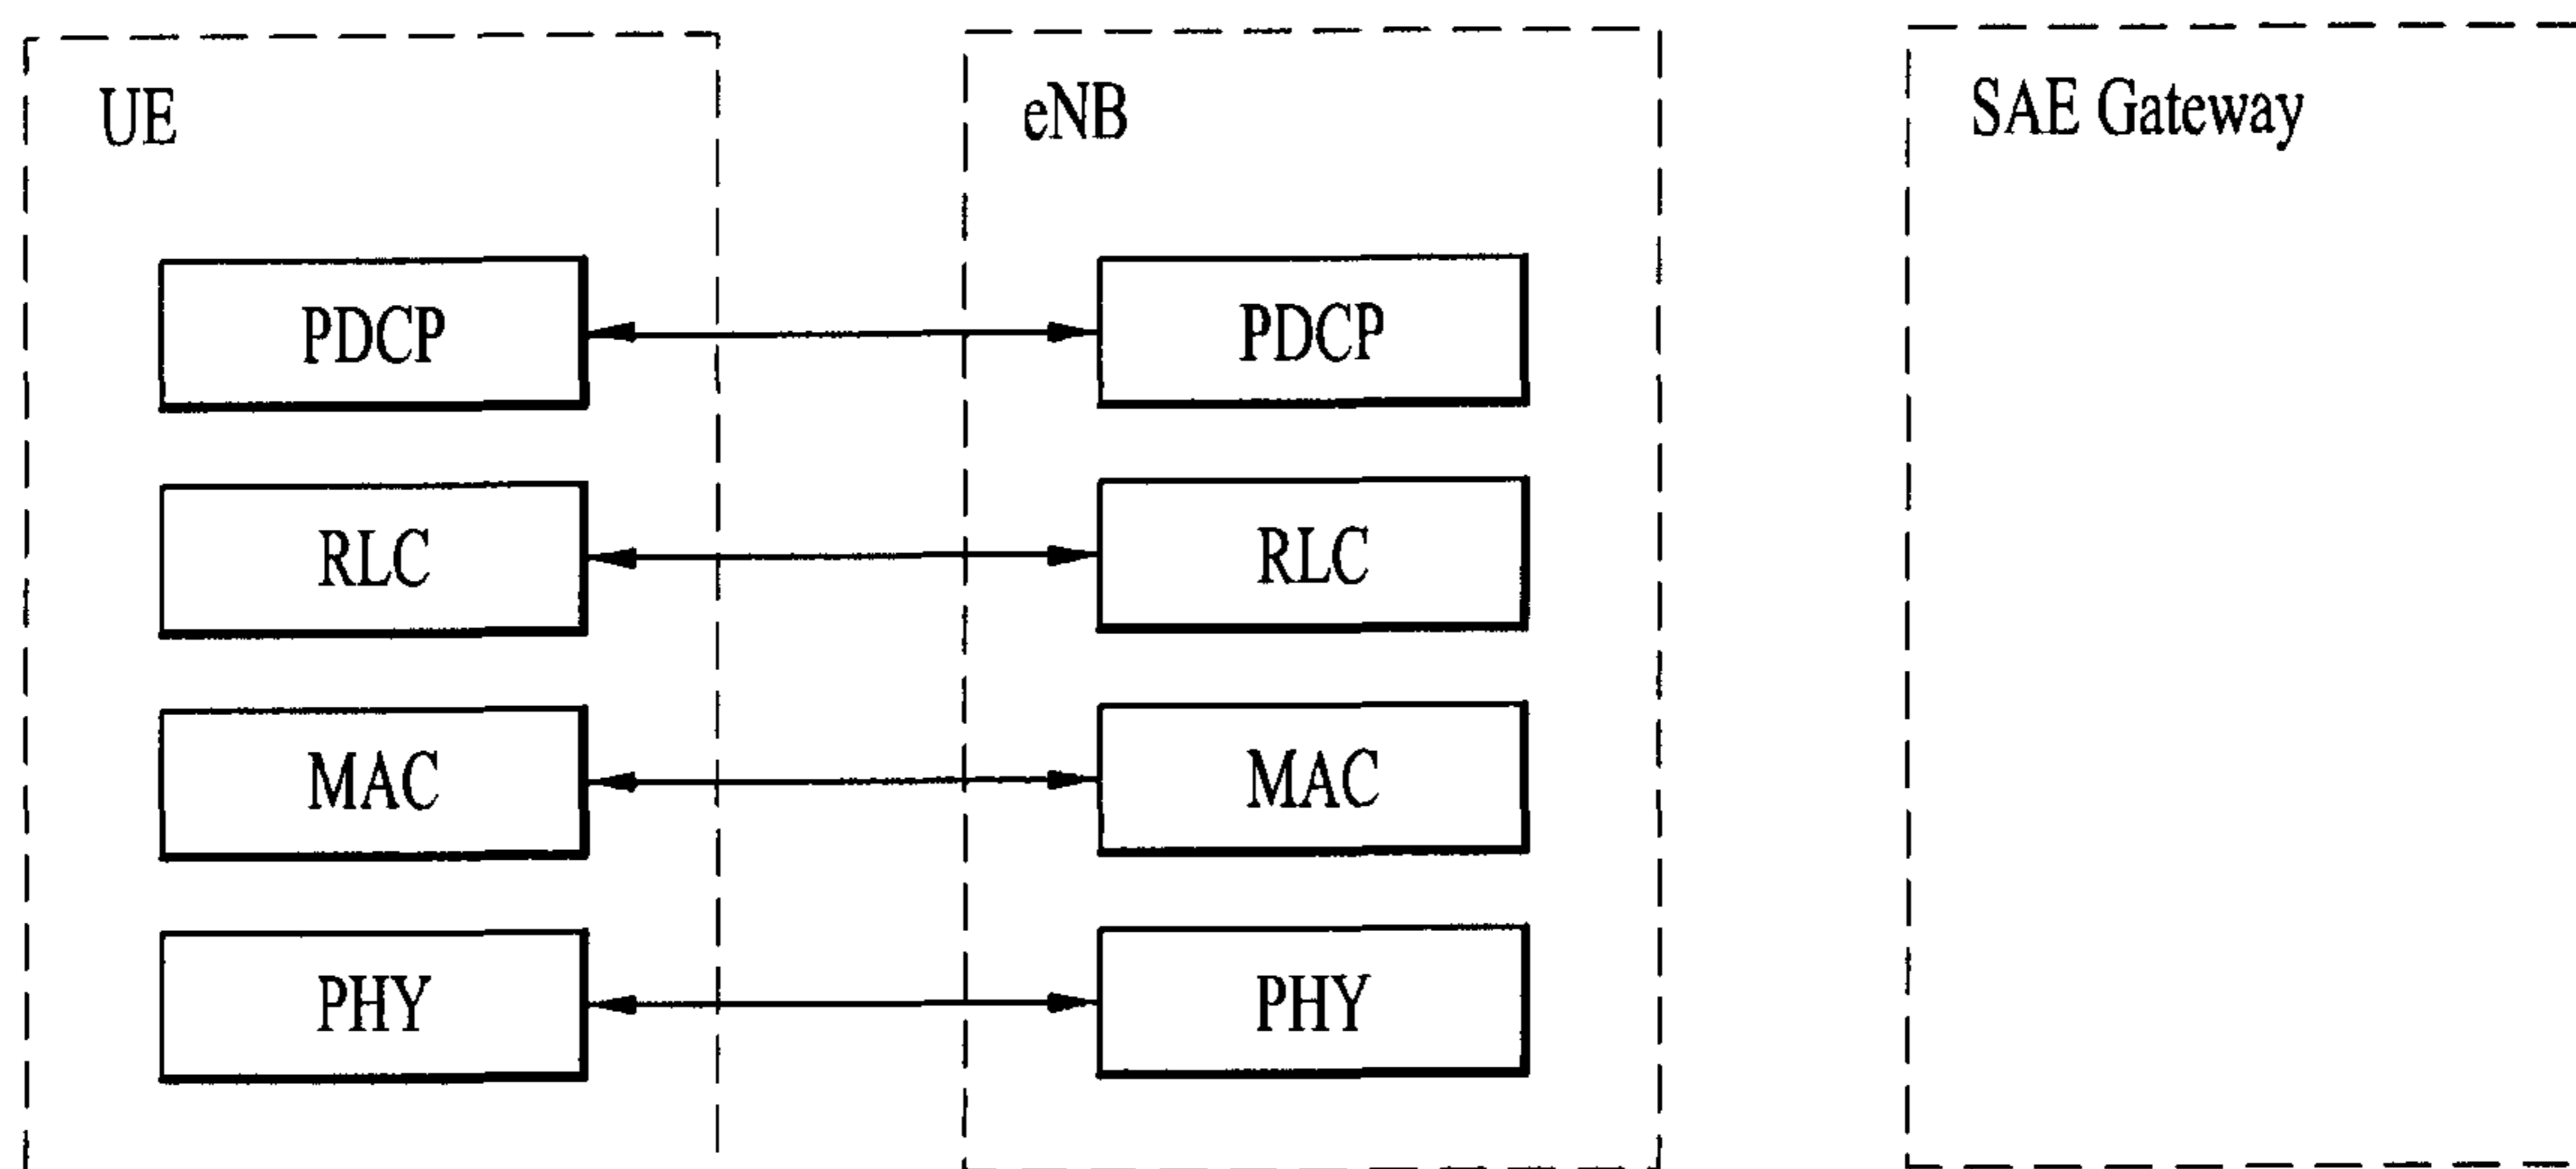 UE
eNB
SAE Gateway
PDCP
PDCP
RLC
RLC
MAC
MAC
PHY
PHY